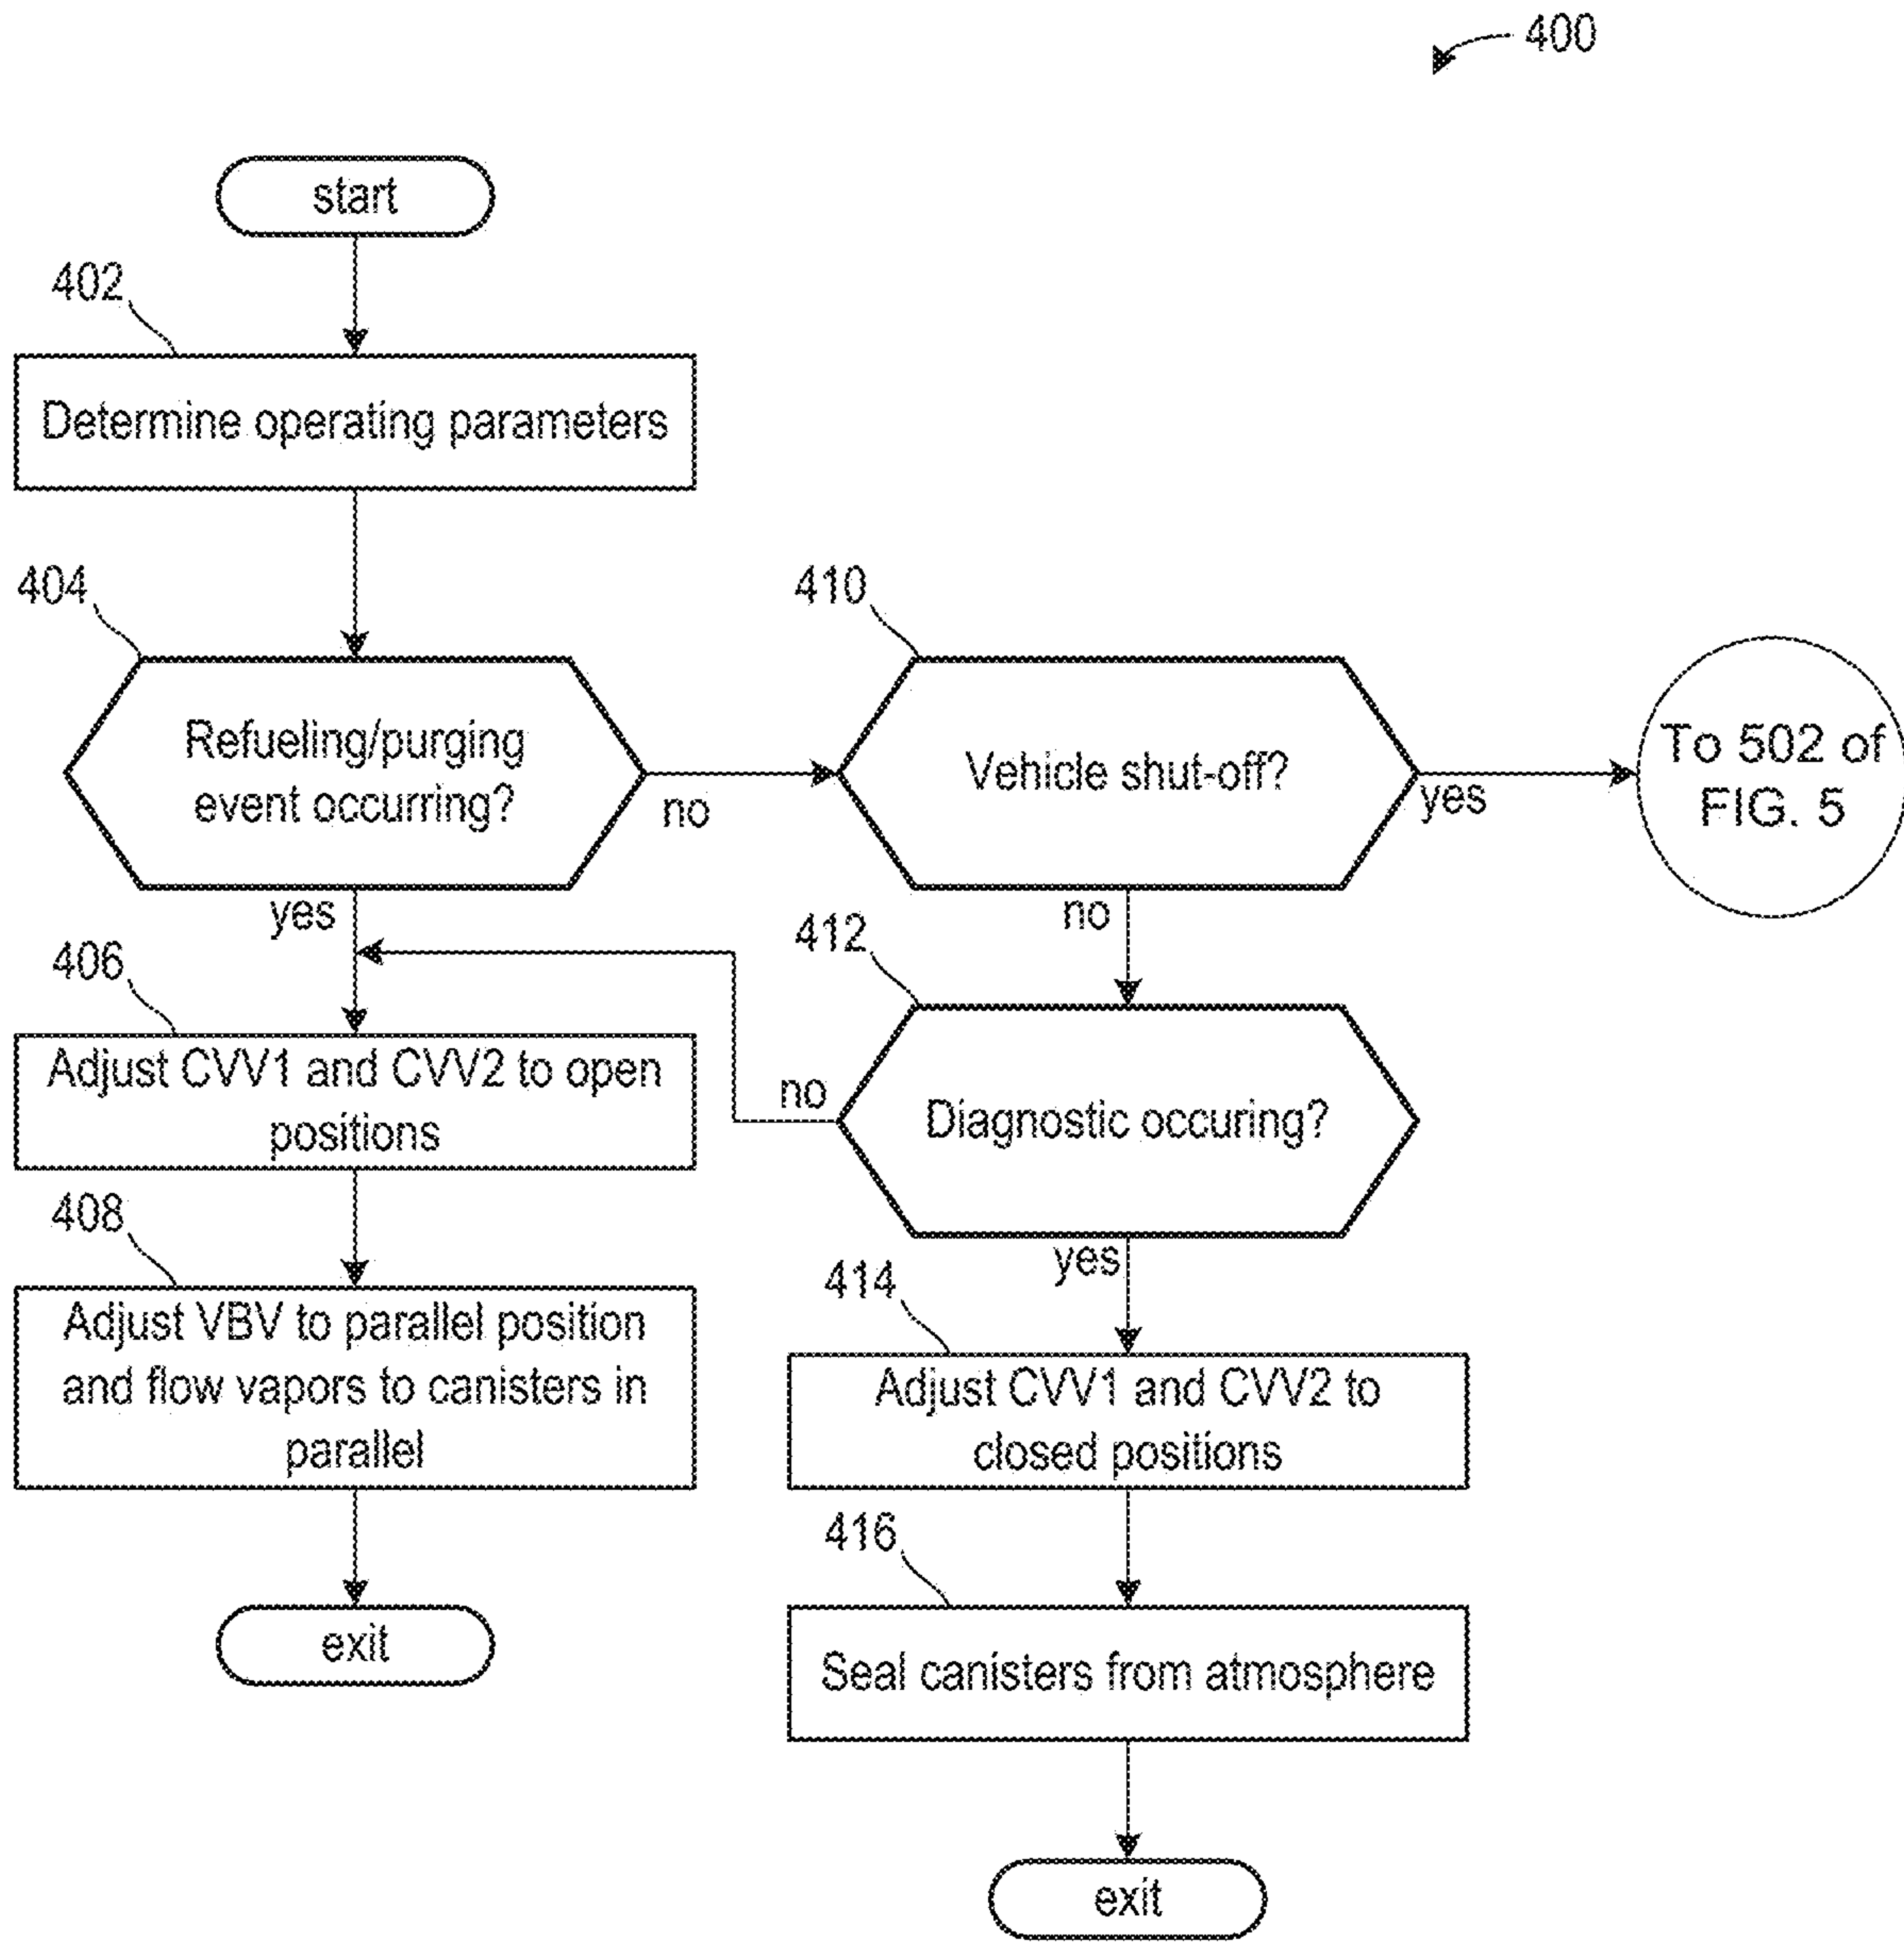 400
start
402
Determine operating parameters
404
Refueling/purging
event occurring?
no
yes
410
Vehicle shut-off?
yes
no
To 502 of
FIG. 5
406
Adjust CVV1 and CVV2 to open
positions
412
Diagnostic occuring?
no
yes
408
Adjust VBV to parallel position
and flow vapors to canisters in
parallel
exit
414
Adjust CVV1 and CVV2 to
closed positions
416
Seal canisters from atmosphere
exit